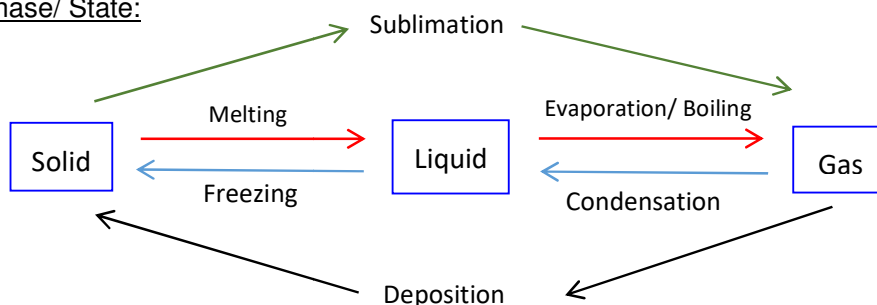 hase/ State:
Sublimation
Melting
Evaporation/ Boiling
Solid
Liquid
Gas
Freezing
Condensation
Deposition